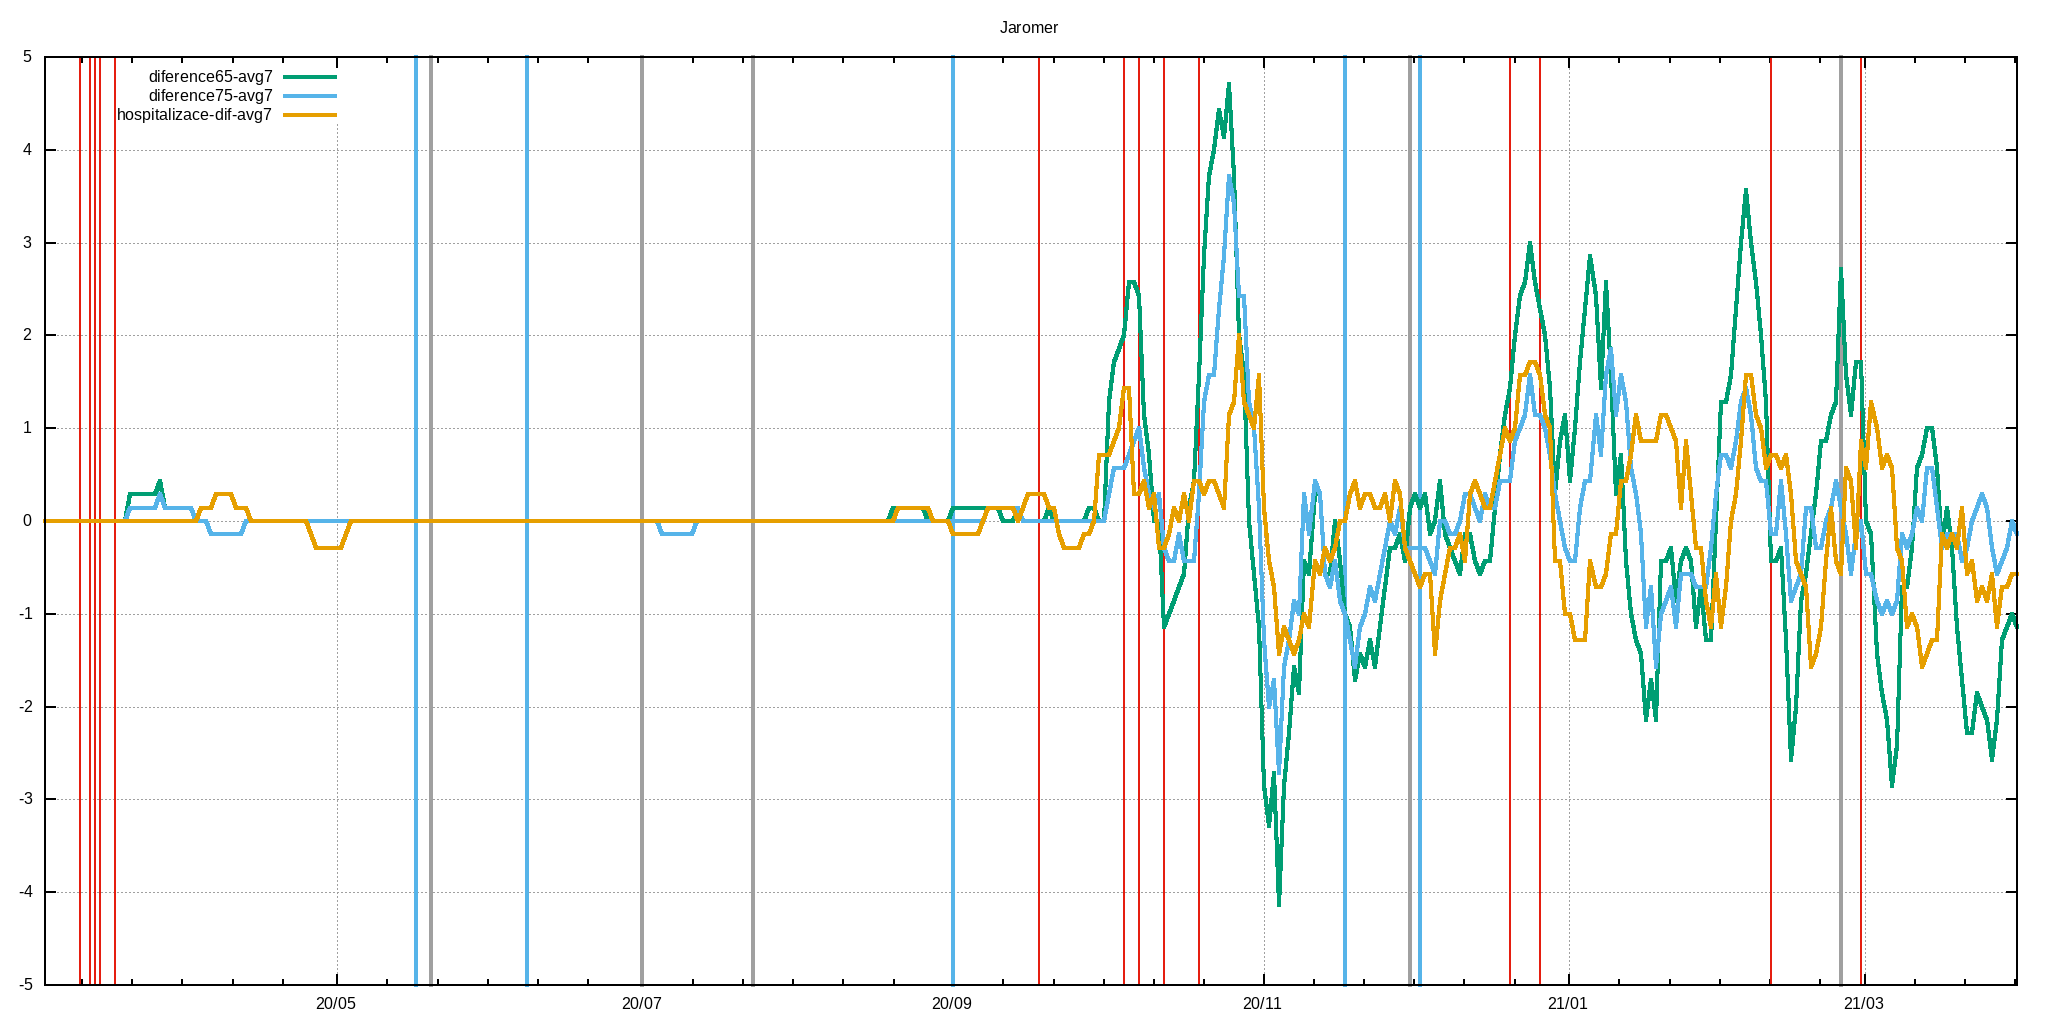 Jaromer
5
diference65-avg7
diference75-avg7
hospitalizace-dif-avg7
4
3
2
1
0
-1
-2
-3
-4
-5
20/05 20/07 20/09 20/11 21/01 21/03